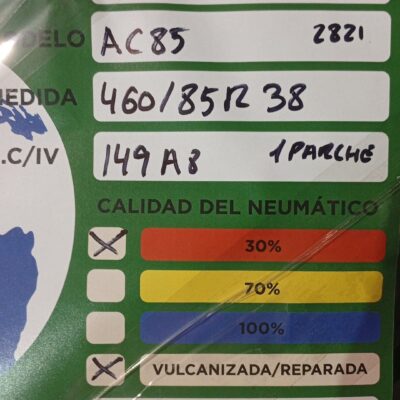 DELO AC85 2821
MEDIDA 460/85R38
.C/IV 149A8 1 PARCHE
CALIDAD DEL NEUMÁTICO
30%
70%
100%
VULCANIZADA/REPARADA